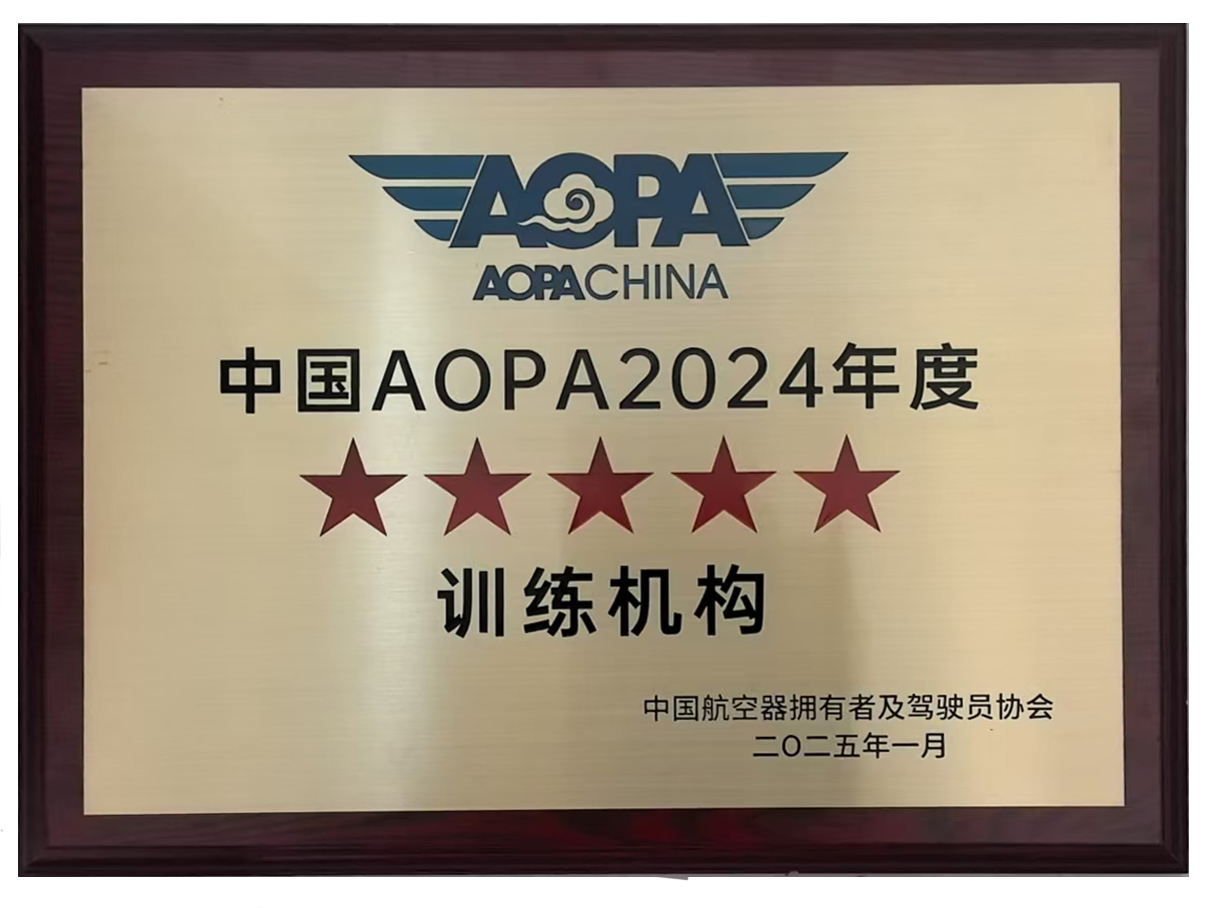 AOPA
AOPA CHINA
中国AOPA2024年度
训练机构
中国航空器拥有者及驾驶员协会
二〇二五年一月